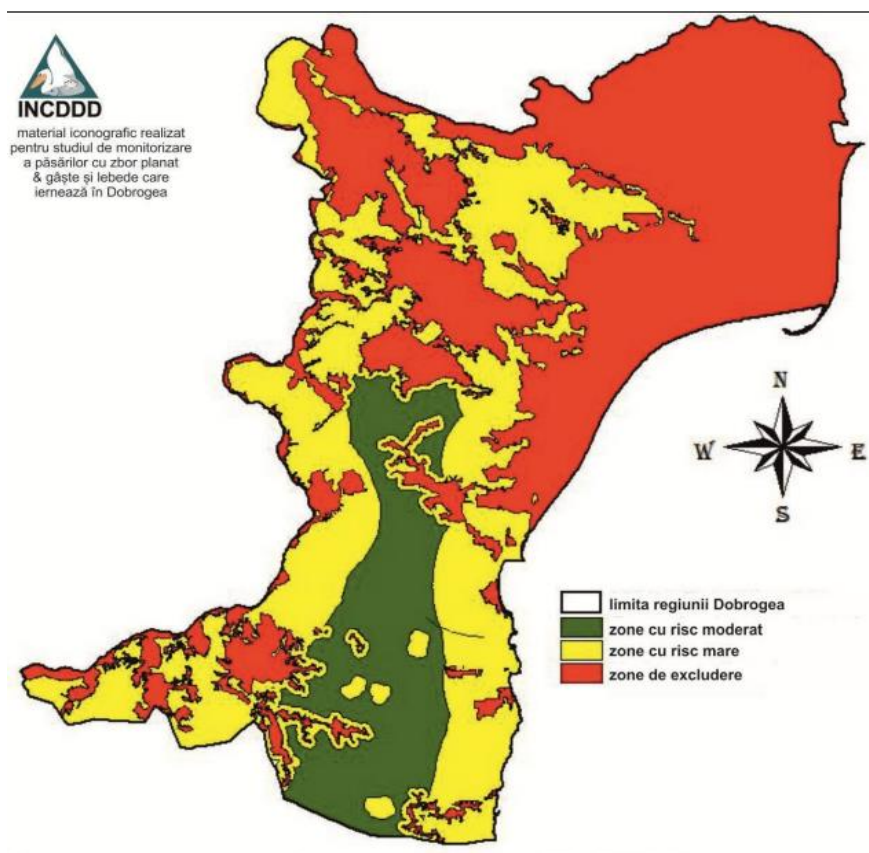 INCDDD
material iconografic realizat
pentru studiul de monitorizare
a păsărilor cu zbor planat
& gâște și lebede care
iernează în Dobrogea
N
W E
S
limita regiunii Dobrogea
zone cu risc moderat
zone cu risc mare
zone de excludere